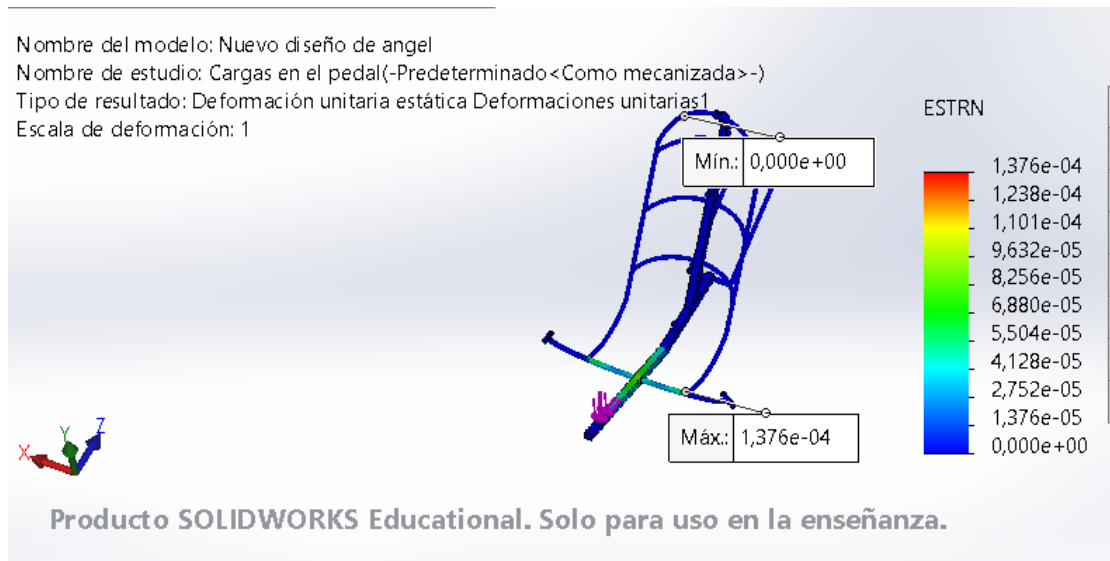 Nombre del modelo: Nuevo diseño de angel
Nombre de estudio: Cargas en el pedal(-Predeterminado<Como mecanizada>-)
Tipo de resultado: Deformación unitaria estática Deformaciones unitarias1
Escala de deformación: 1
ESTRN
1,376e-04
1,238e-04
1,101e-04
9,632e-05
8,256e-05
6,880e-05
5,504e-05
4,128e-05
2,752e-05
1,376e-05
0,000e+00
Mín.: 0,000e+00
Máx.: 1,376e-04
X Y Z
Producto SOLIDWORKS Educational. Solo para uso en la enseñanza.